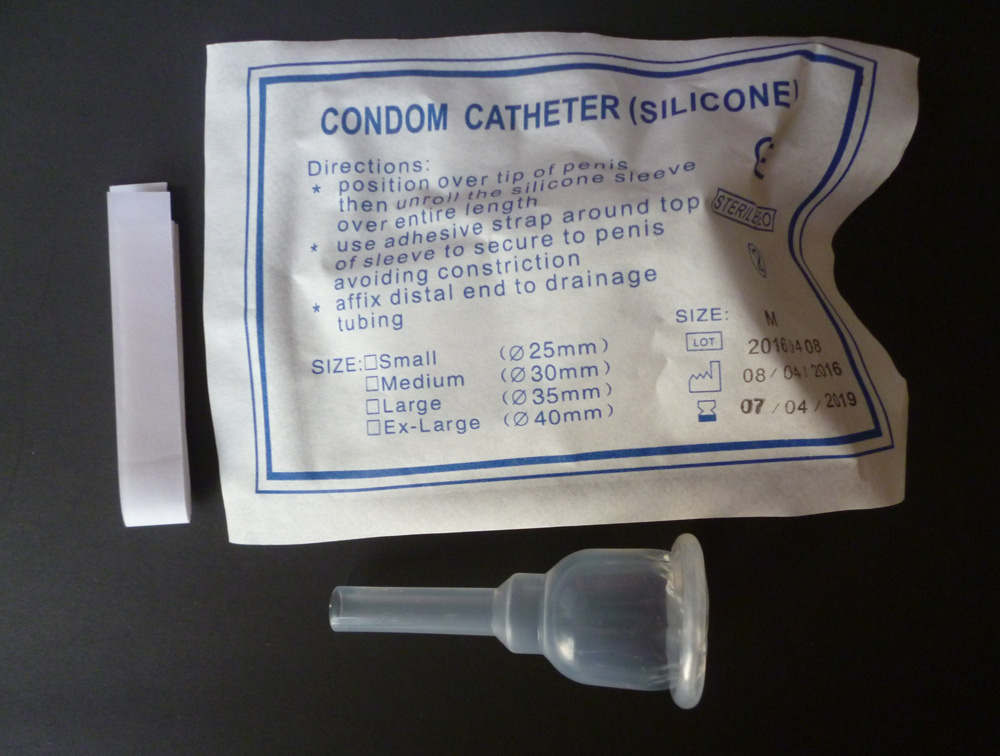 CONDOM CATHETER (SILICONE)
Directions:
* position over tip of penis
then unroll the silicone sleeve
over entire length
* use adhesive strap around top
of sleeve to secure to penis
avoiding constriction
* affix distal end to drainage
tubing
SIZE: □Small (Ø25mm)
□Medium (Ø30mm)
□Large (Ø35mm)
□Ex-Large (Ø40mm)
2
SIZE: M
LOT 20160408
08/04/2016
07/04/2019